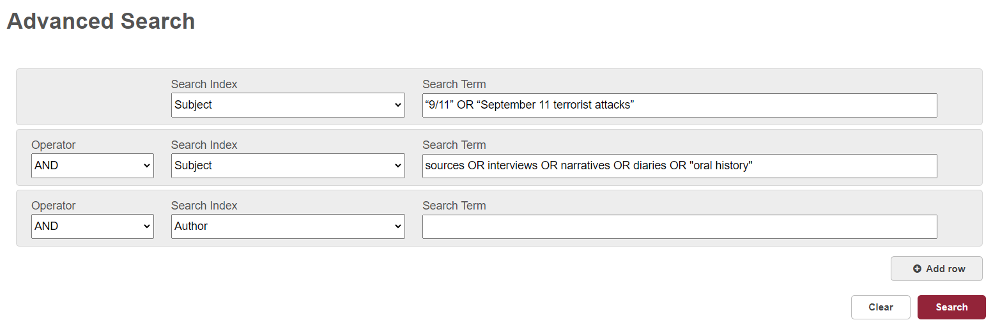 Advanced Search
Search Index Search Term
Subject “9/11” OR “September 11 terrorist attacks”
Operator Search Index Search Term
AND Subject sources OR interviews OR narratives OR diaries OR "oral history"
Operator Search Index Search Term
AND Author
Add row
Clear Search